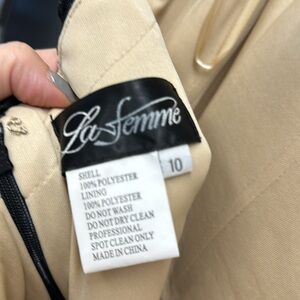 La Femme
10
SHELL
100% POLYESTER
LINING
100% POLYESTER
DO NOT WASH
DO NOT DRY CLEAN
PROFESSIONAL
SPOT CLEAN ONLY
MADE IN CHINA